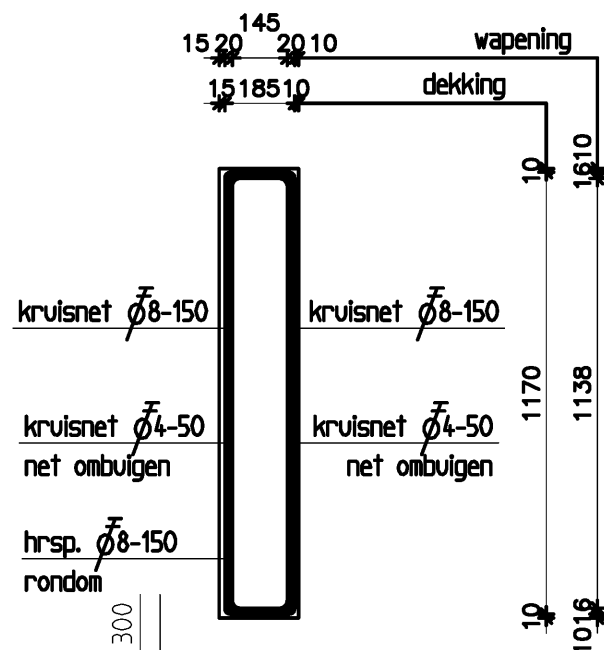 145
15 20 20 10 wapening
15 185 10 dekking
10 16 10
kruisnet Ø8-150 kruisnet Ø8-150
1170 1138
kruisnet Ø4-50 kruisnet Ø4-50
net ombuigen net ombuigen
hrsp. Ø8-150
rondom
300
10 10 16